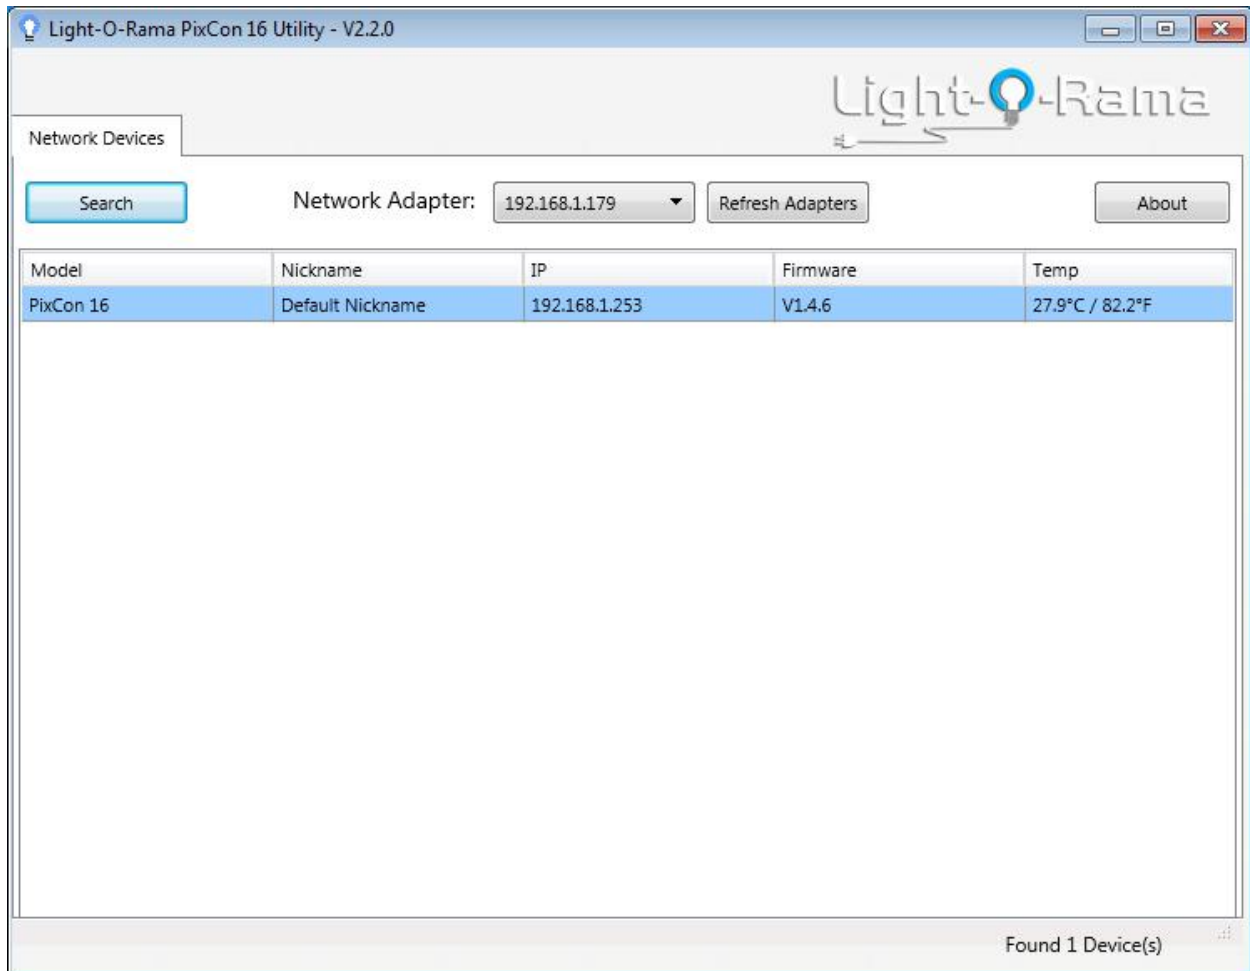 Light-O-Rama PixCon 16 Utility - V2.2.0
Light-O-Rama
Network Devices
Search Network Adapter: 192.168.1.179 Refresh Adapters About
Model Nickname IP Firmware Temp
PixCon 16 Default Nickname 192.168.1.253 V1.4.6 27.9°C / 82.2°F
Found 1 Device(s)